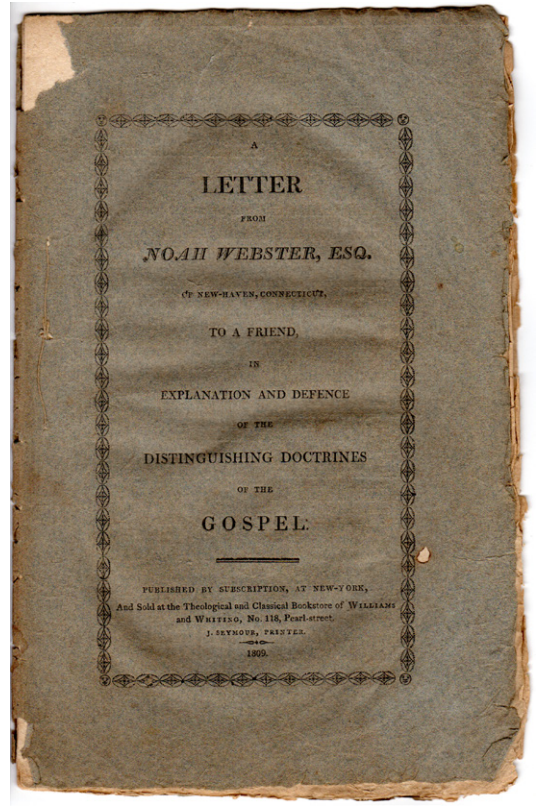 A
LETTER
FROM
NOAH WEBSTER, ESQ.
OF NEW-HAVEN, CONNECTICUT,
TO A FRIEND,
IN
EXPLANATION AND DEFENCE
OF THE
DISTINGUISHING DOCTRINES
OF THE
GOSPEL.
PUBLISHED BY SUBSCRIPTION, AT NEW-YORK,
And Sold at the Theological and Classical Bookstore of WILLIAMS
and WHITING, No. 118, Pearl-street.
J. SEYMOUR, PRINTER.
1809.